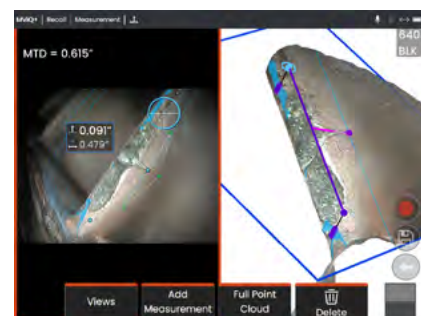 MViQ+ Recall Measurement
640
BLK
MTD = 0.615"
0.091"
0.479"
Views
Add
Measurement
Full Point
Cloud
Delete